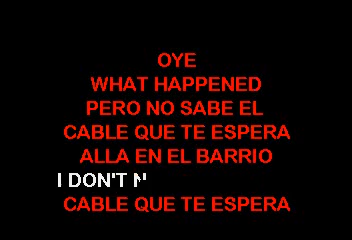 OYE
WHAT HAPPENED
PERO NO SABE EL
CABLE QUE TE ESPERA
ALLA EN EL BARRIO
I DON'T
CABLE QUE TE ESPERA